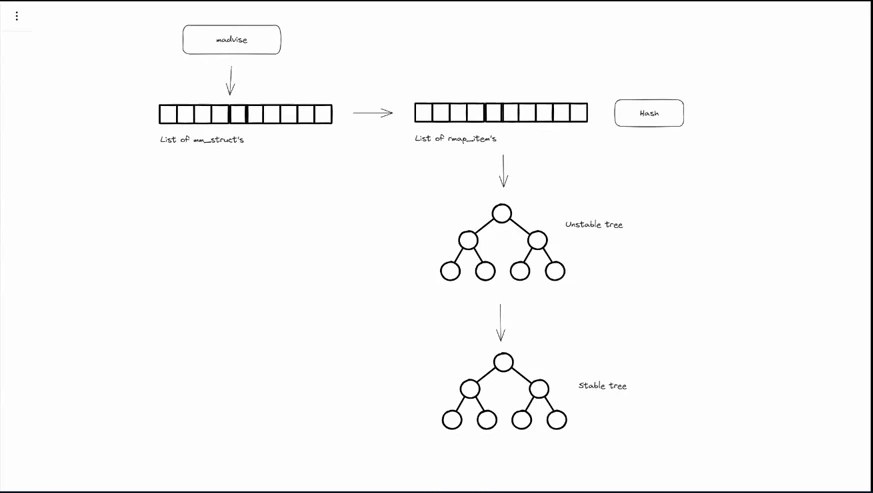 madvise
List of mm_struct's
List of rmap_item's
Hash
Unstable tree
Stable tree